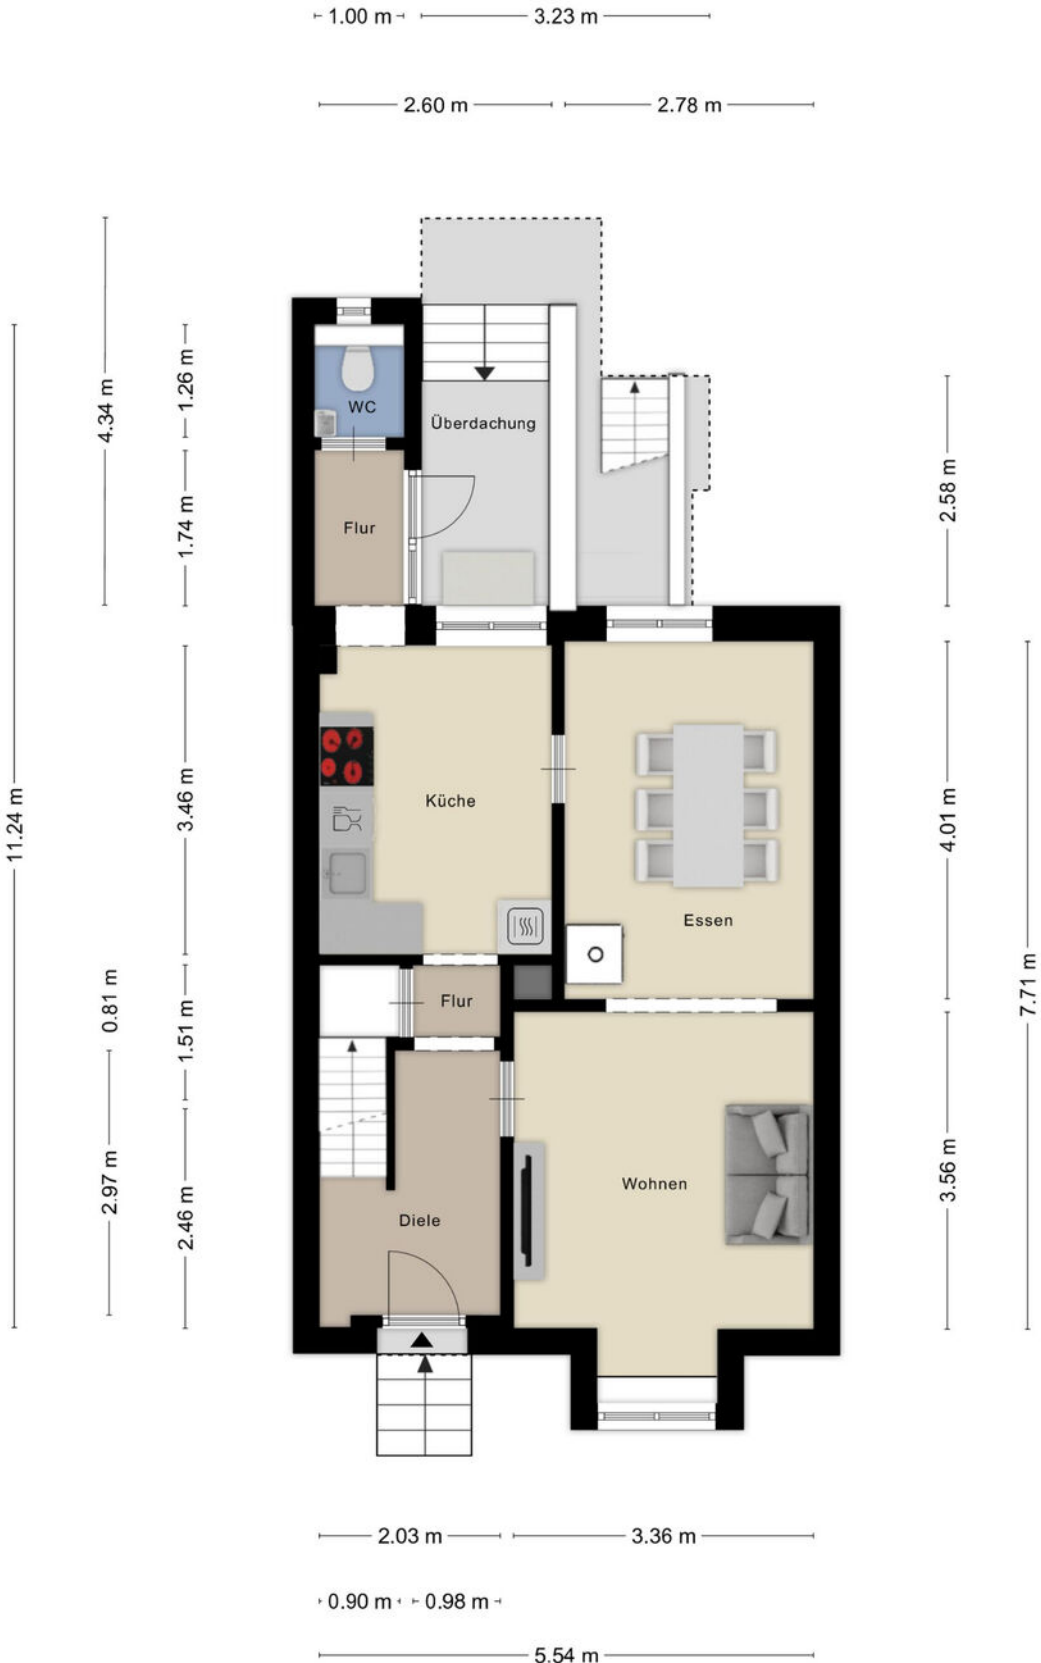 1.00 m
3.23 m
2.60 m
2.78 m
4.34 m
1.26 m
WC
Überdachung
2.58 m
1.74 m
Flur
11.24 m
3.46 m
Küche
4.01 m
Essen
0.81 m
1.51 m
Flur
7.71 m
2.97 m
2.46 m
Diele
Wohnen
3.56 m
2.03 m
3.36 m
0.90 m
0.98 m
5.54 m